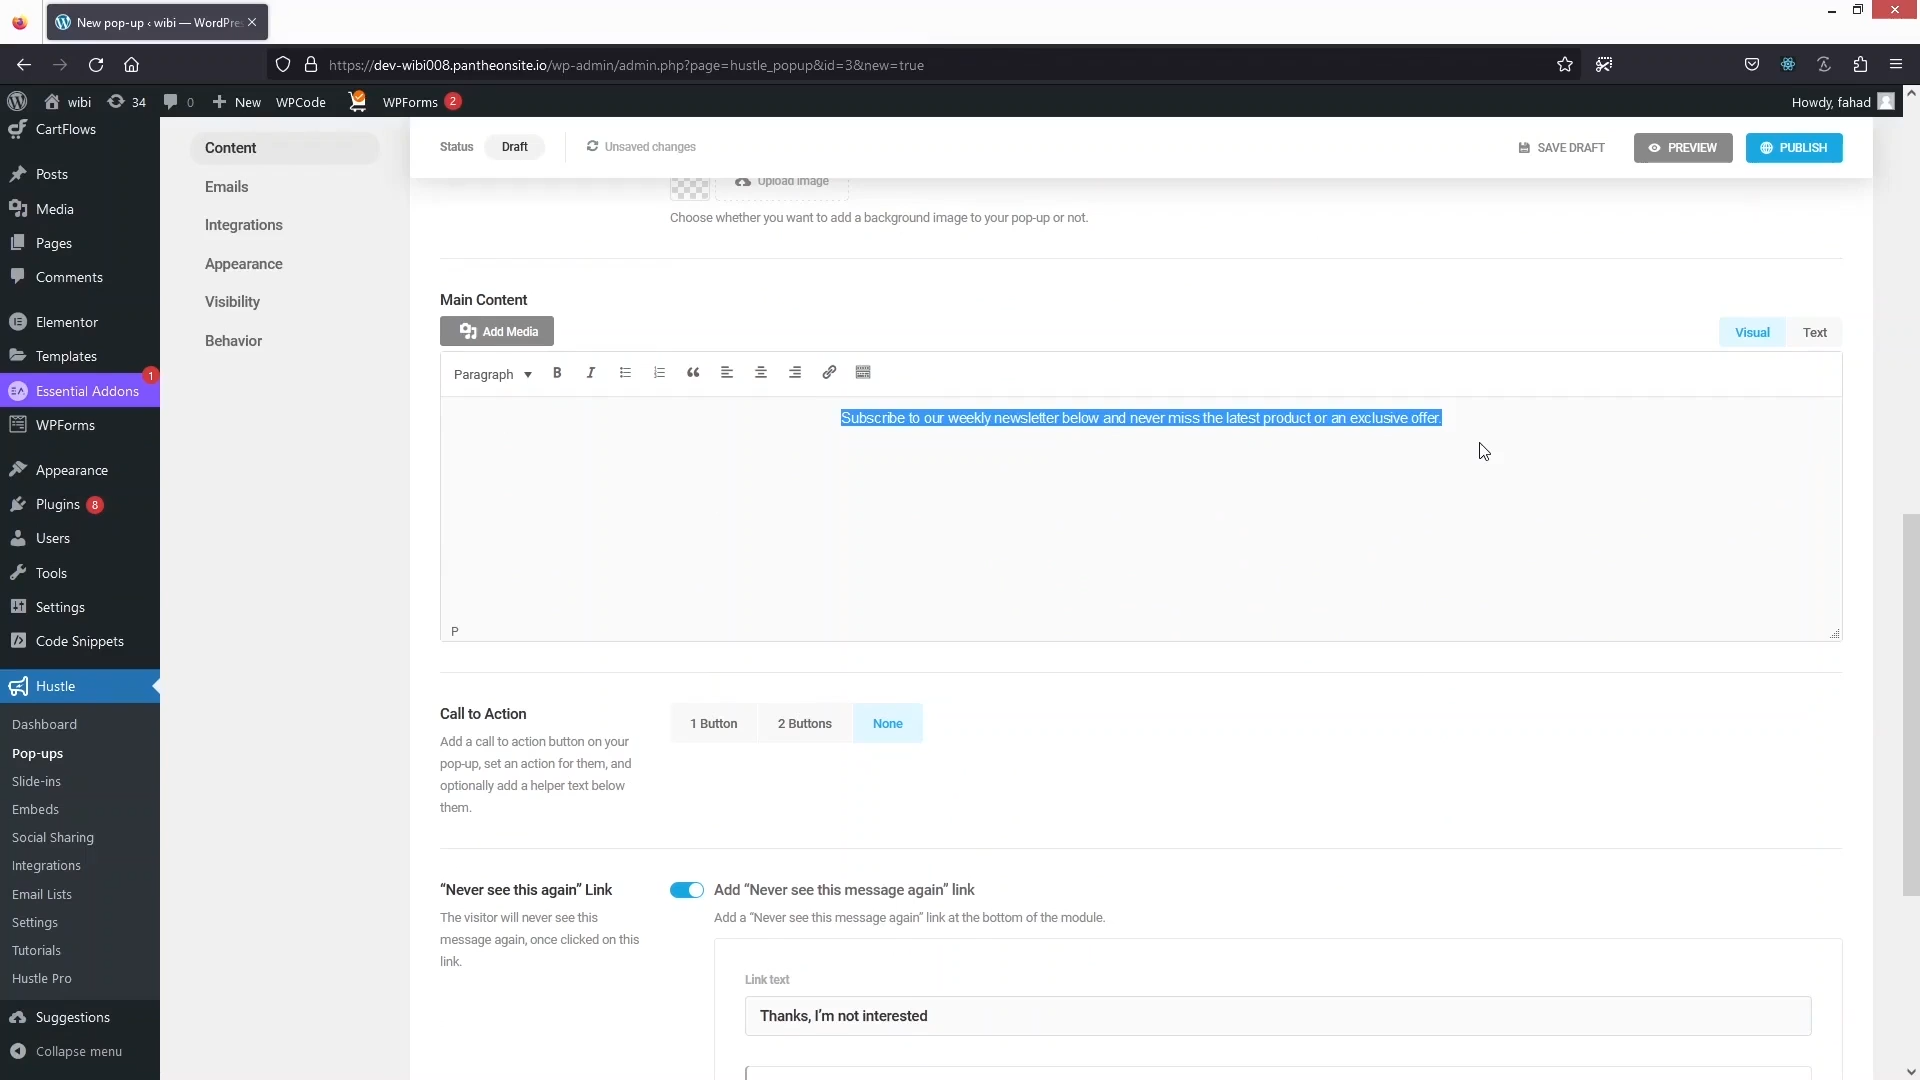 New pop-up ‹ wibi — WordPre
https://dev-wibi008.pantheonsite.io/wp-admin/admin.php?page=hustle_popup&id=3&new=true
wibi
34
0
New
WPCode
WPForms
2
Howdy, fahad
CartFlows
Posts
Media
Pages
Comments
Elementor
Templates
Essential Addons
1
WPForms
Appearance
Plugins
8
Users
Tools
Settings
Code Snippets
Hustle
Dashboard
Pop-ups
Slide-ins
Embeds
Social Sharing
Integrations
Email Lists
Settings
Tutorials
Hustle Pro
Suggestions
Collapse menu
Content
Emails
Integrations
Appearance
Visibility
Behavior
Status
Draft
Unsaved changes
SAVE DRAFT
PREVIEW
PUBLISH
Upload image
Choose whether you want to add a background image to your pop-up or not.
Main Content
Add Media
Visual
Text
Paragraph
Subscribe to our weekly newsletter below and never miss the latest product or an exclusive offer.
P
Call to Action
Add a call to action button on your
pop-up, set an action for them, and
optionally add a helper text below
them.
1 Button
2 Buttons
None
“Never see this again” Link
The visitor will never see this
message again, once clicked on this
link.
Add “Never see this message again” link
Add a “Never see this message again” link at the bottom of the module.
Link text
Thanks, I’m not interested